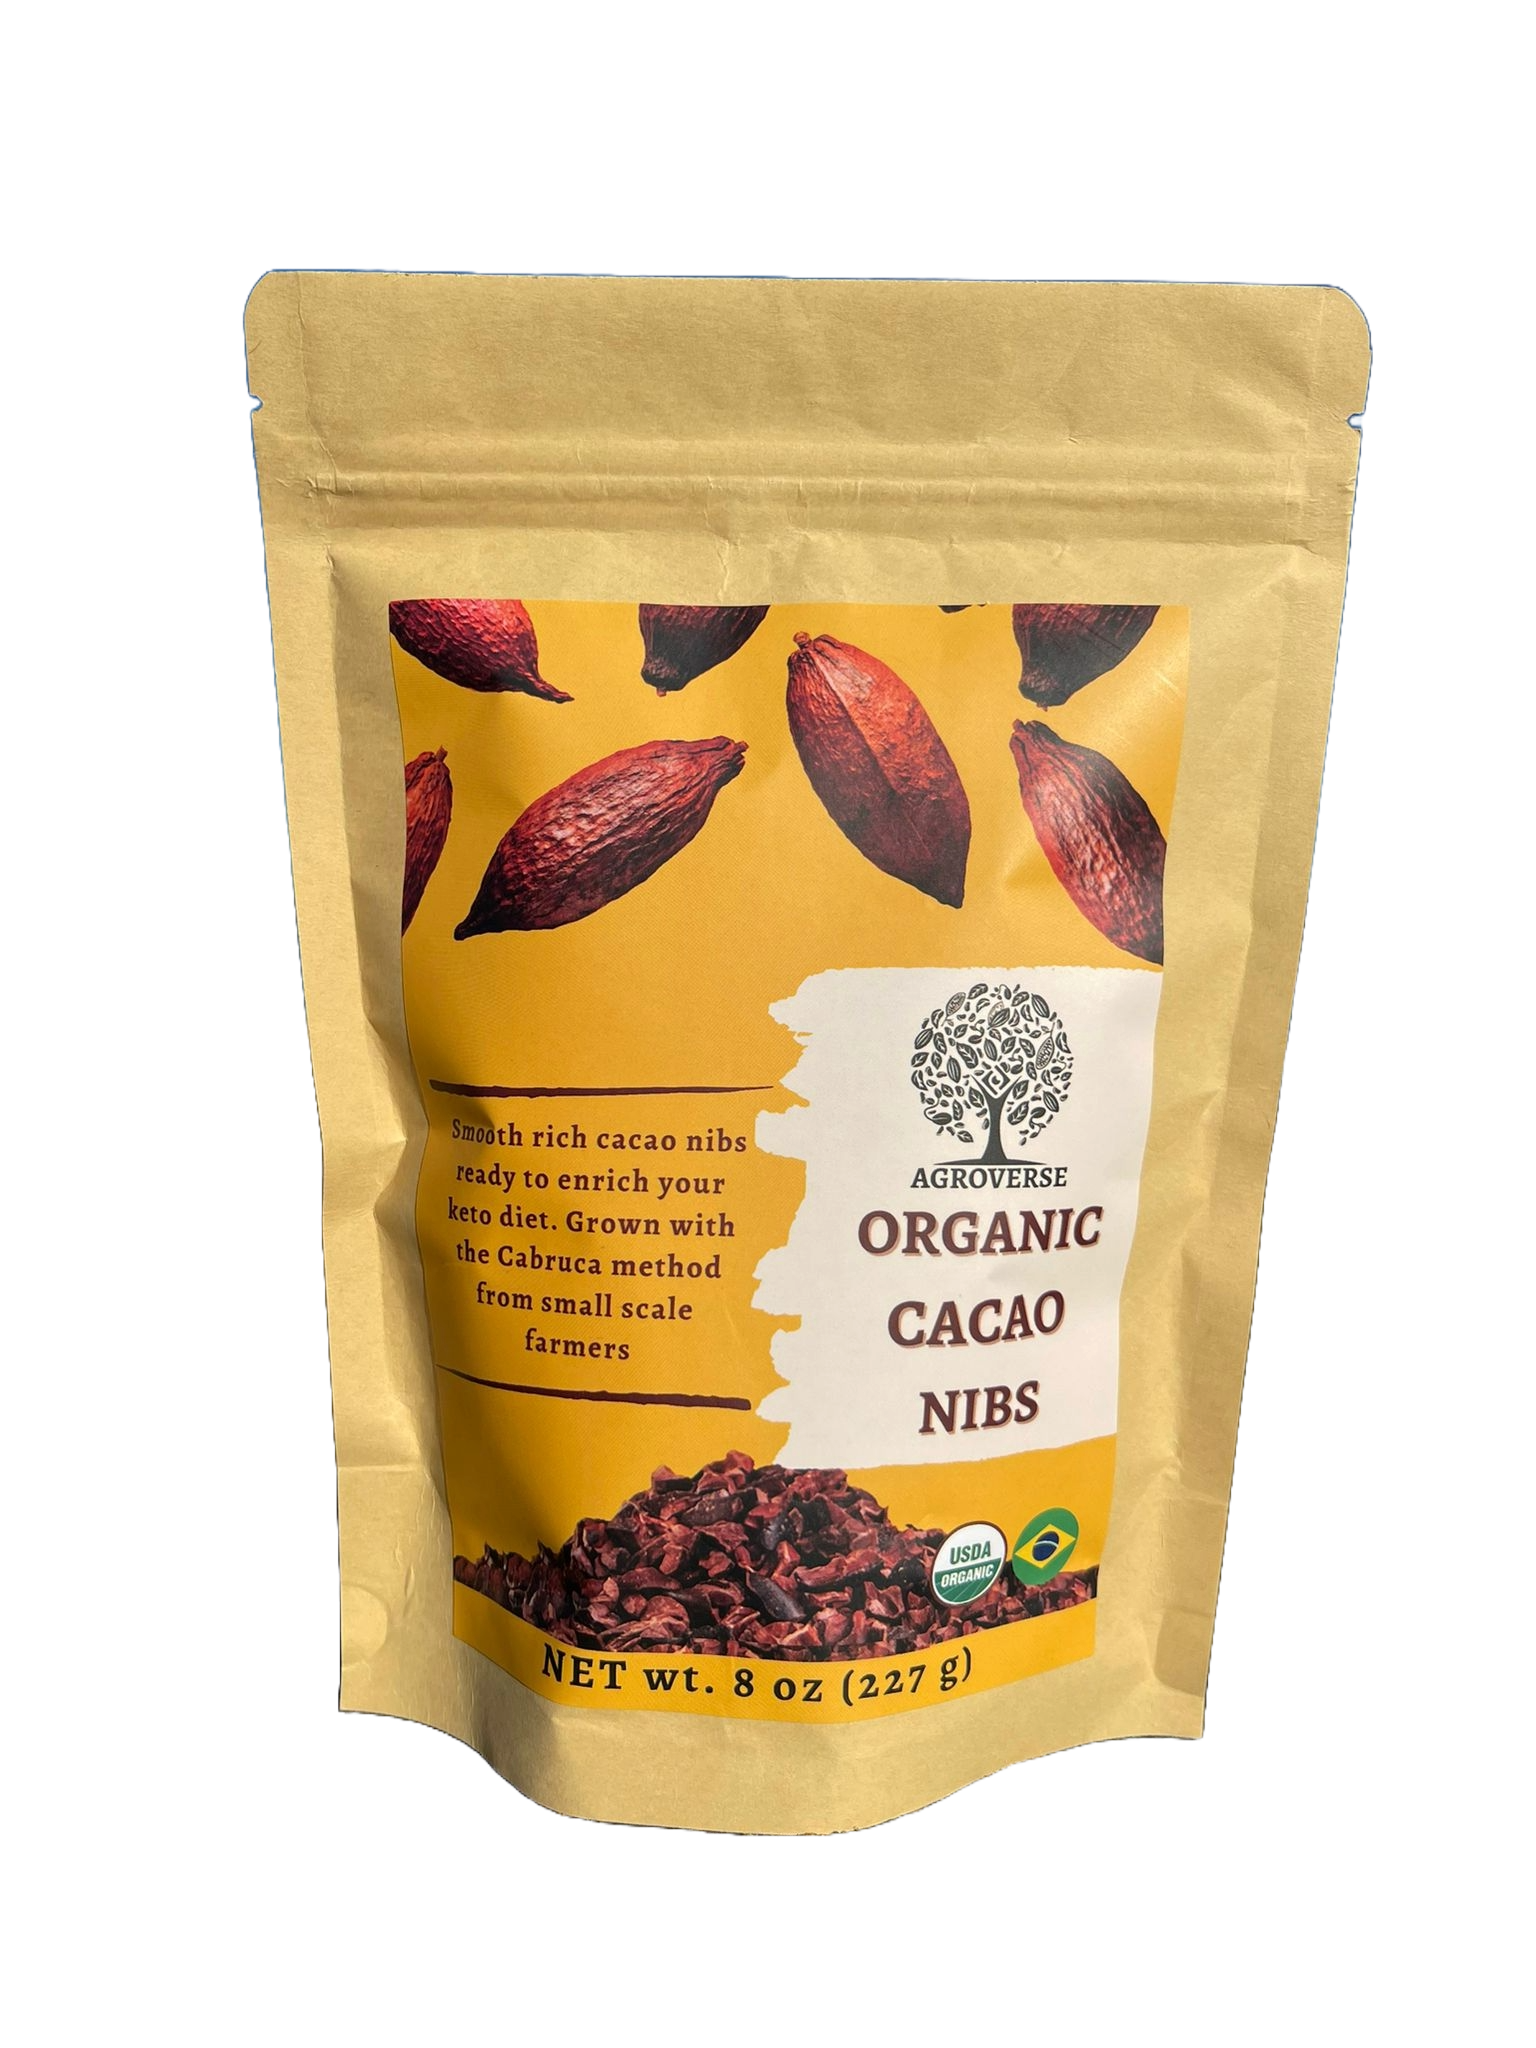 AGROVERSE
ORGANIC
CACAO
NIBS
Smooth rich cacao nibs
ready to enrich your
keto diet. Grown with
the Cabruca method
from small scale
farmers
USDA
ORGANIC
NET wt. 8 oz (227 g)